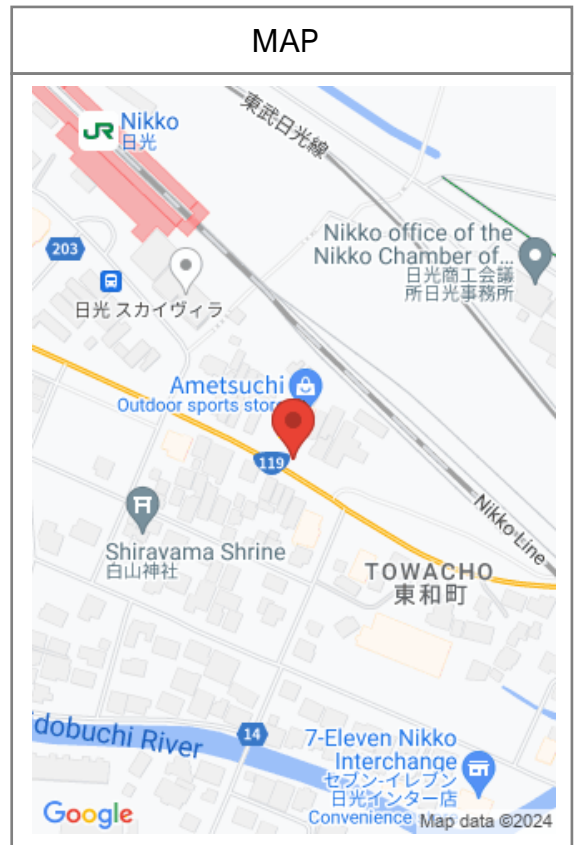 MAP
JR
Nikko
日光
東武日光線
203
日光 スカイヴィラ
Nikko office of the
Nikko Chamber of...
日光商工会議
所日光事務所
Ametsuchi
Outdoor sports store
119
Shirayama Shrine
白山神社
Nikko Line
TOWACHO
東和町
dobuchi River
14
7-Eleven Nikko
Interchange
セブン-イレブン
日光インター店
Convenience
Google
Map data ©2024